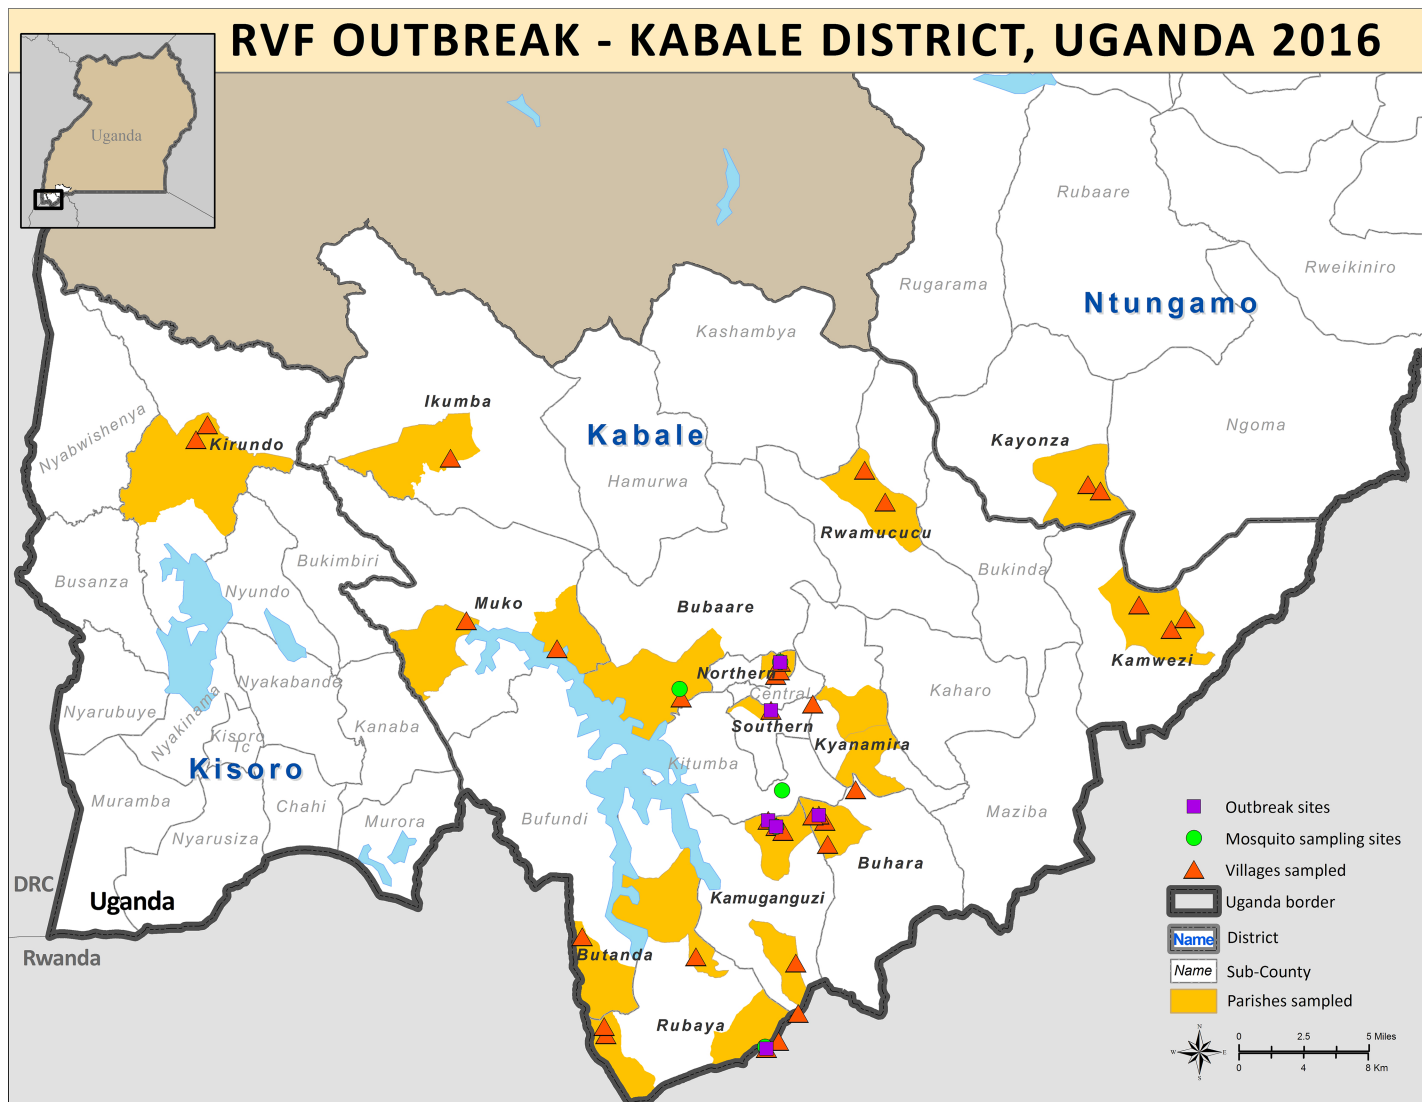 RVF OUTBREAK - KABALE DISTRICT, UGANDA 2016
Uganda
Rubaare
Rweikiniro
Rugarama
Ntungamo
Kashambya
Ikumba
Nyabwishenya
Kirundo
Kabale
Kayonza
Ngoma
Hamurwa
Rwamucucu
Bukimbiri
Busanza
Nyundo
Bukinda
Muko
Bubaare
Kamwezi
Northern
Nyakabanda
Central
Kaharo
Nyarubuye
Nyakinama
Kanaba
Southern
Kisoro
Tc
Kyanamira
Kitumba
Kisoro
Muramba
Chahi
Murora
Bufundi
Maziba
Nyarusiza
Buhara
DRC
Uganda
Kamuganguzi
Rwanda
Butanda
Rubaya
Outbreak sites
Mosquito sampling sites
Villages sampled
Uganda border
Name District
Name Sub-County
Parishes sampled
N
W E
S
0 2.5 5 Miles
0 4 8 Km